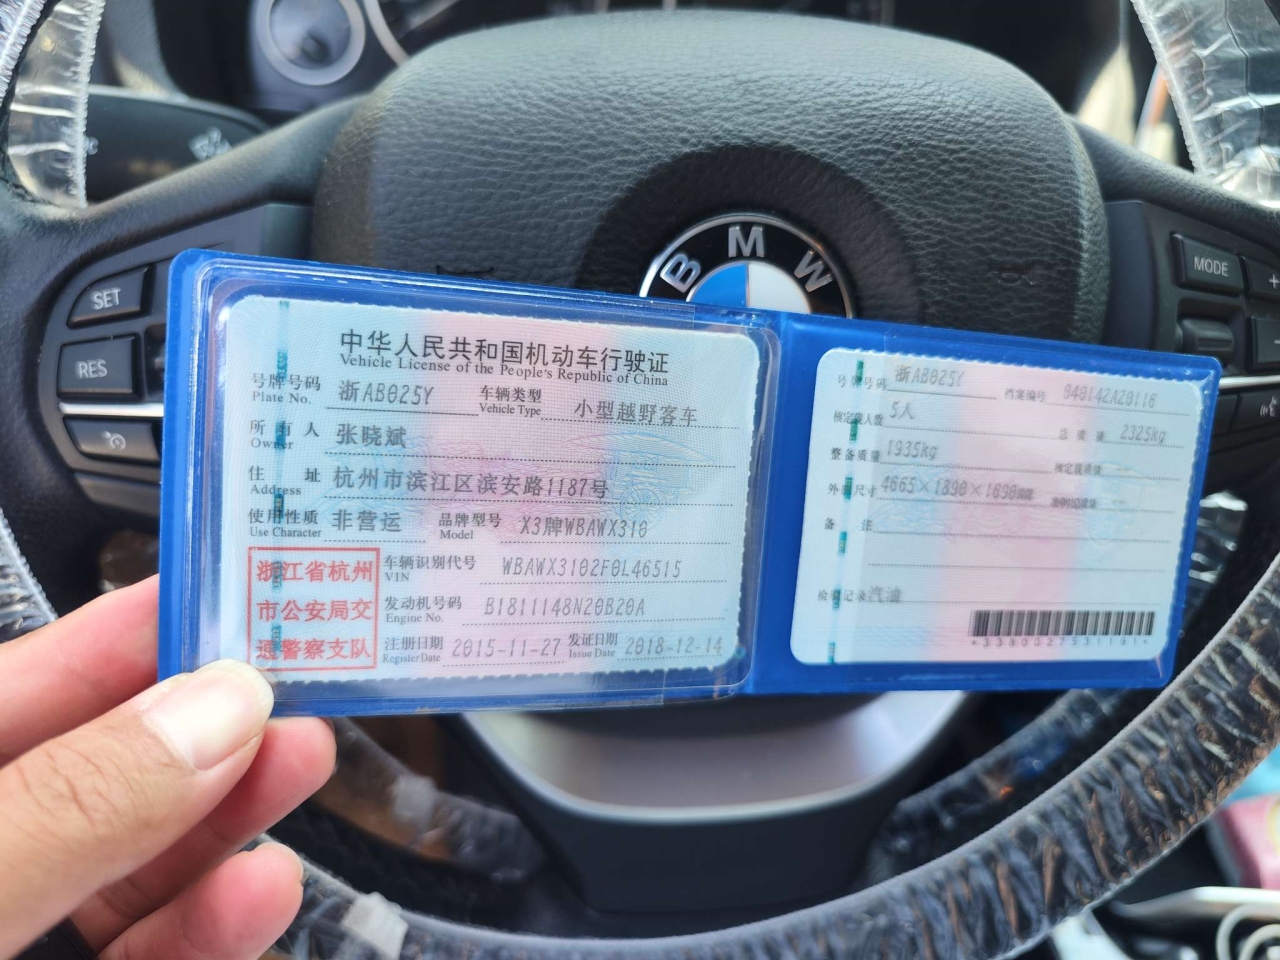 BMW
SET
RES
MODE
中华人民共和国机动车行驶证
Vehicle License of the People's Republic of China
号牌号码 浙AB025Y 车辆类型 小型越野客车
Plate No. Vehicle Type
所有人 张晓斌
Owner
住址 杭州市滨江区滨安路1187号
Address
使用性质 非营运 品牌型号 X3牌WBAWX310
Use Character Model
浙江省杭州
市公安局交
通警察支队
车辆识别代号 WBAWX3102F0L46515
VIN
发动机号码 B1811148N20B20A
Engine No.
注册日期 2015-11-27 发证日期 2018-12-14
Register Date Issue Date
号牌号码 浙AB025Y 档案编号
核定载人数 5人 总质量 2325kg
整备质量 1935kg 核定载质量
外廓尺寸 4665×1890×1690
备注
检验记录 汽油